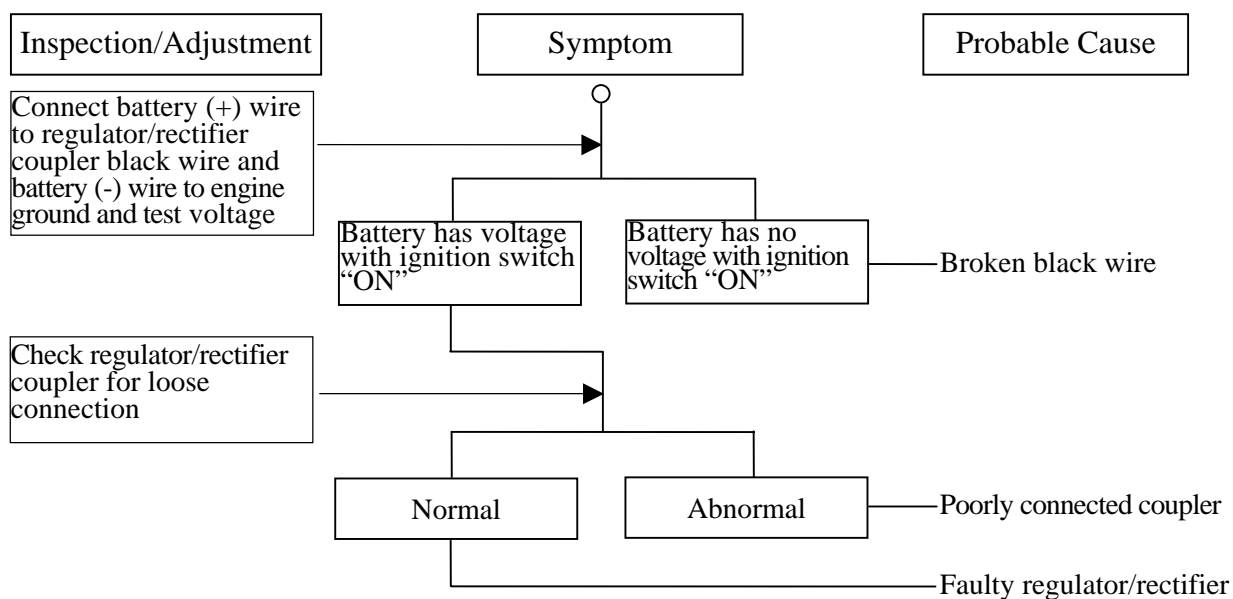 Inspection/Adjustment
Symptom
Probable Cause
Connect battery (+) wire
to regulator/rectifier
coupler black wire and
battery (-) wire to engine
ground and test voltage
Battery has voltage
with ignition switch
“ON”
Battery has no
voltage with ignition
switch “ON”
Broken black wire
Check regulator/rectifier
coupler for loose
connection
Normal
Abnormal
Poorly connected coupler
Faulty regulator/rectifier